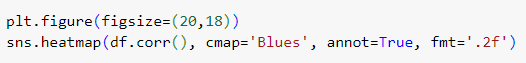 plt.figure(figsize=(20,18))
sns.heatmap(df.corr(), cmap='Blues', annot=True, fmt='.2f')